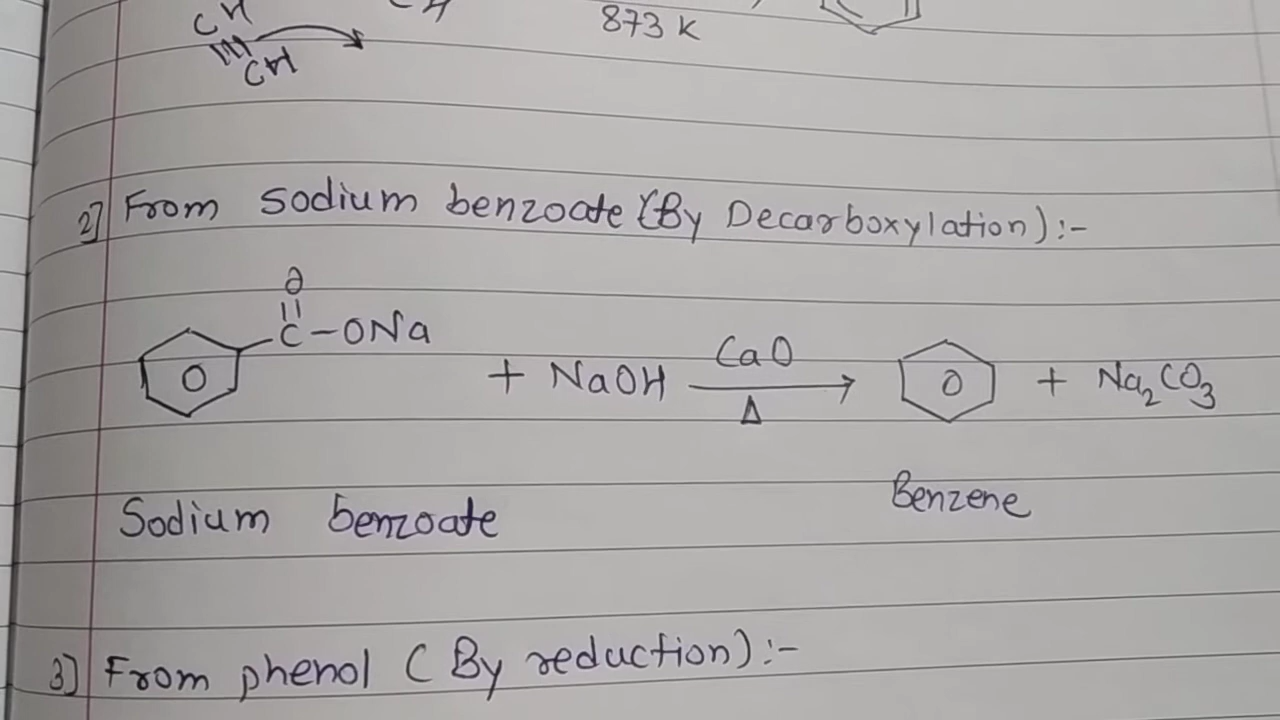 CH
CH
873 K
2] From sodium benzoate (By Decarboxylation) :-
O
C-ONa
+ NaOH CaO Δ + Na2CO3
Sodium benzoate
Benzene
3] From phenol (By reduction) :-